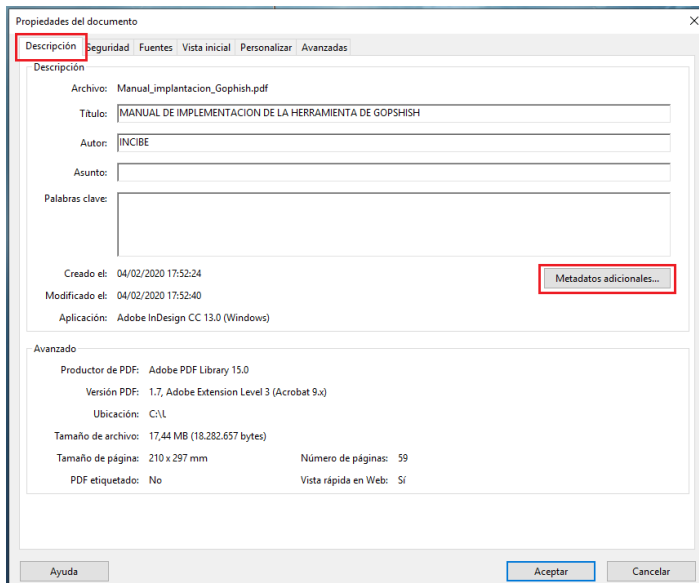 Propiedades del documento
Descripción Seguridad Fuentes Vista inicial Personalizar Avanzadas
Descripción
Archivo: Manual_implantacion_Gophish.pdf
Título: MANUAL DE IMPLEMENTACION DE LA HERRAMIENTA DE GOPSHISH
Autor: INCIBE
Asunto:
Palabras clave:
Creado el: 04/02/2020 17:52:24
Metadatos adicionales...
Modificado el: 04/02/2020 17:52:40
Aplicación: Adobe InDesign CC 13.0 (Windows)
Avanzado
Productor de PDF: Adobe PDF Library 15.0
Versión PDF: 1.7, Adobe Extension Level 3 (Acrobat 9.x)
Ubicación: C:\
Tamaño de archivo: 17,44 MB (18.282.657 bytes)
Tamaño de página: 210 x 297 mm Número de páginas: 59
PDF etiquetado: No Vista rápida en Web: Sí
Ayuda Aceptar Cancelar